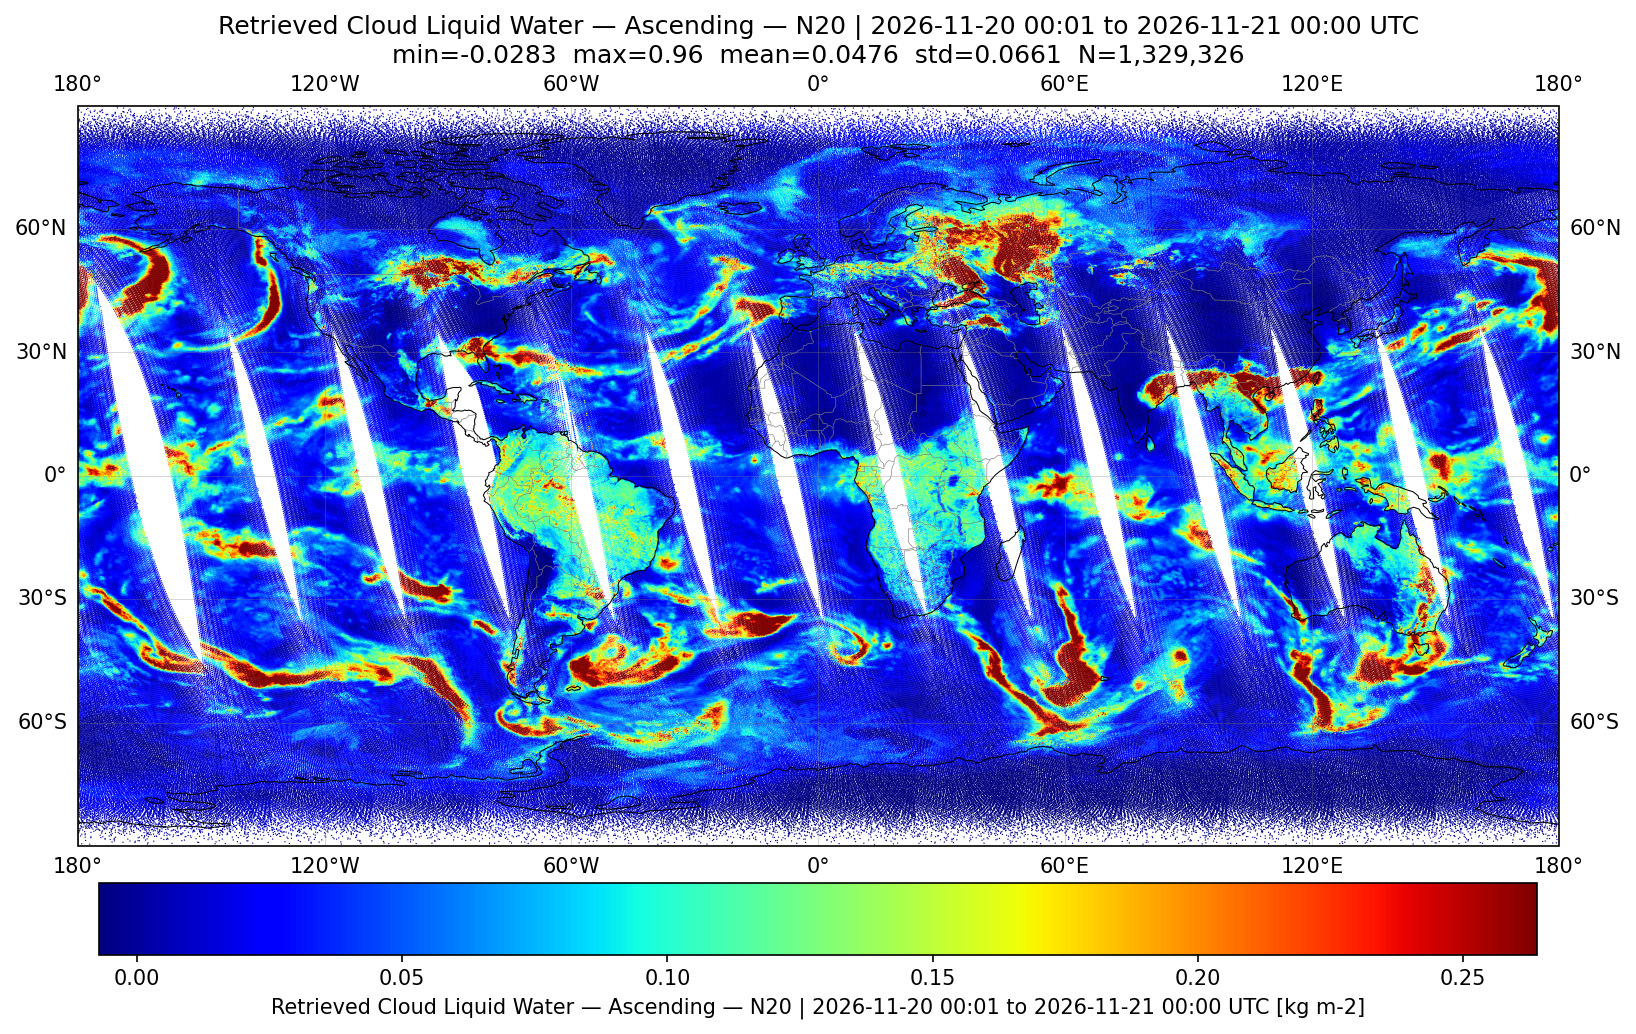 Retrieved Cloud Liquid Water — Ascending — N20 | 2026-11-20 00:01 to 2026-11-21 00:00 UTC
min=-0.0283 max=0.96 mean=0.0476 std=0.0661 N=1,329,326
180° 120°W 60°W 0° 60°E 120°E 180°
60°N 60°N
30°N 30°N
0° 0°
30°S 30°S
60°S 60°S
180° 120°W 60°W 0° 60°E 120°E 180°
0.00 0.05 0.10 0.15 0.20 0.25
Retrieved Cloud Liquid Water — Ascending — N20 | 2026-11-20 00:01 to 2026-11-21 00:00 UTC [kg m-2]